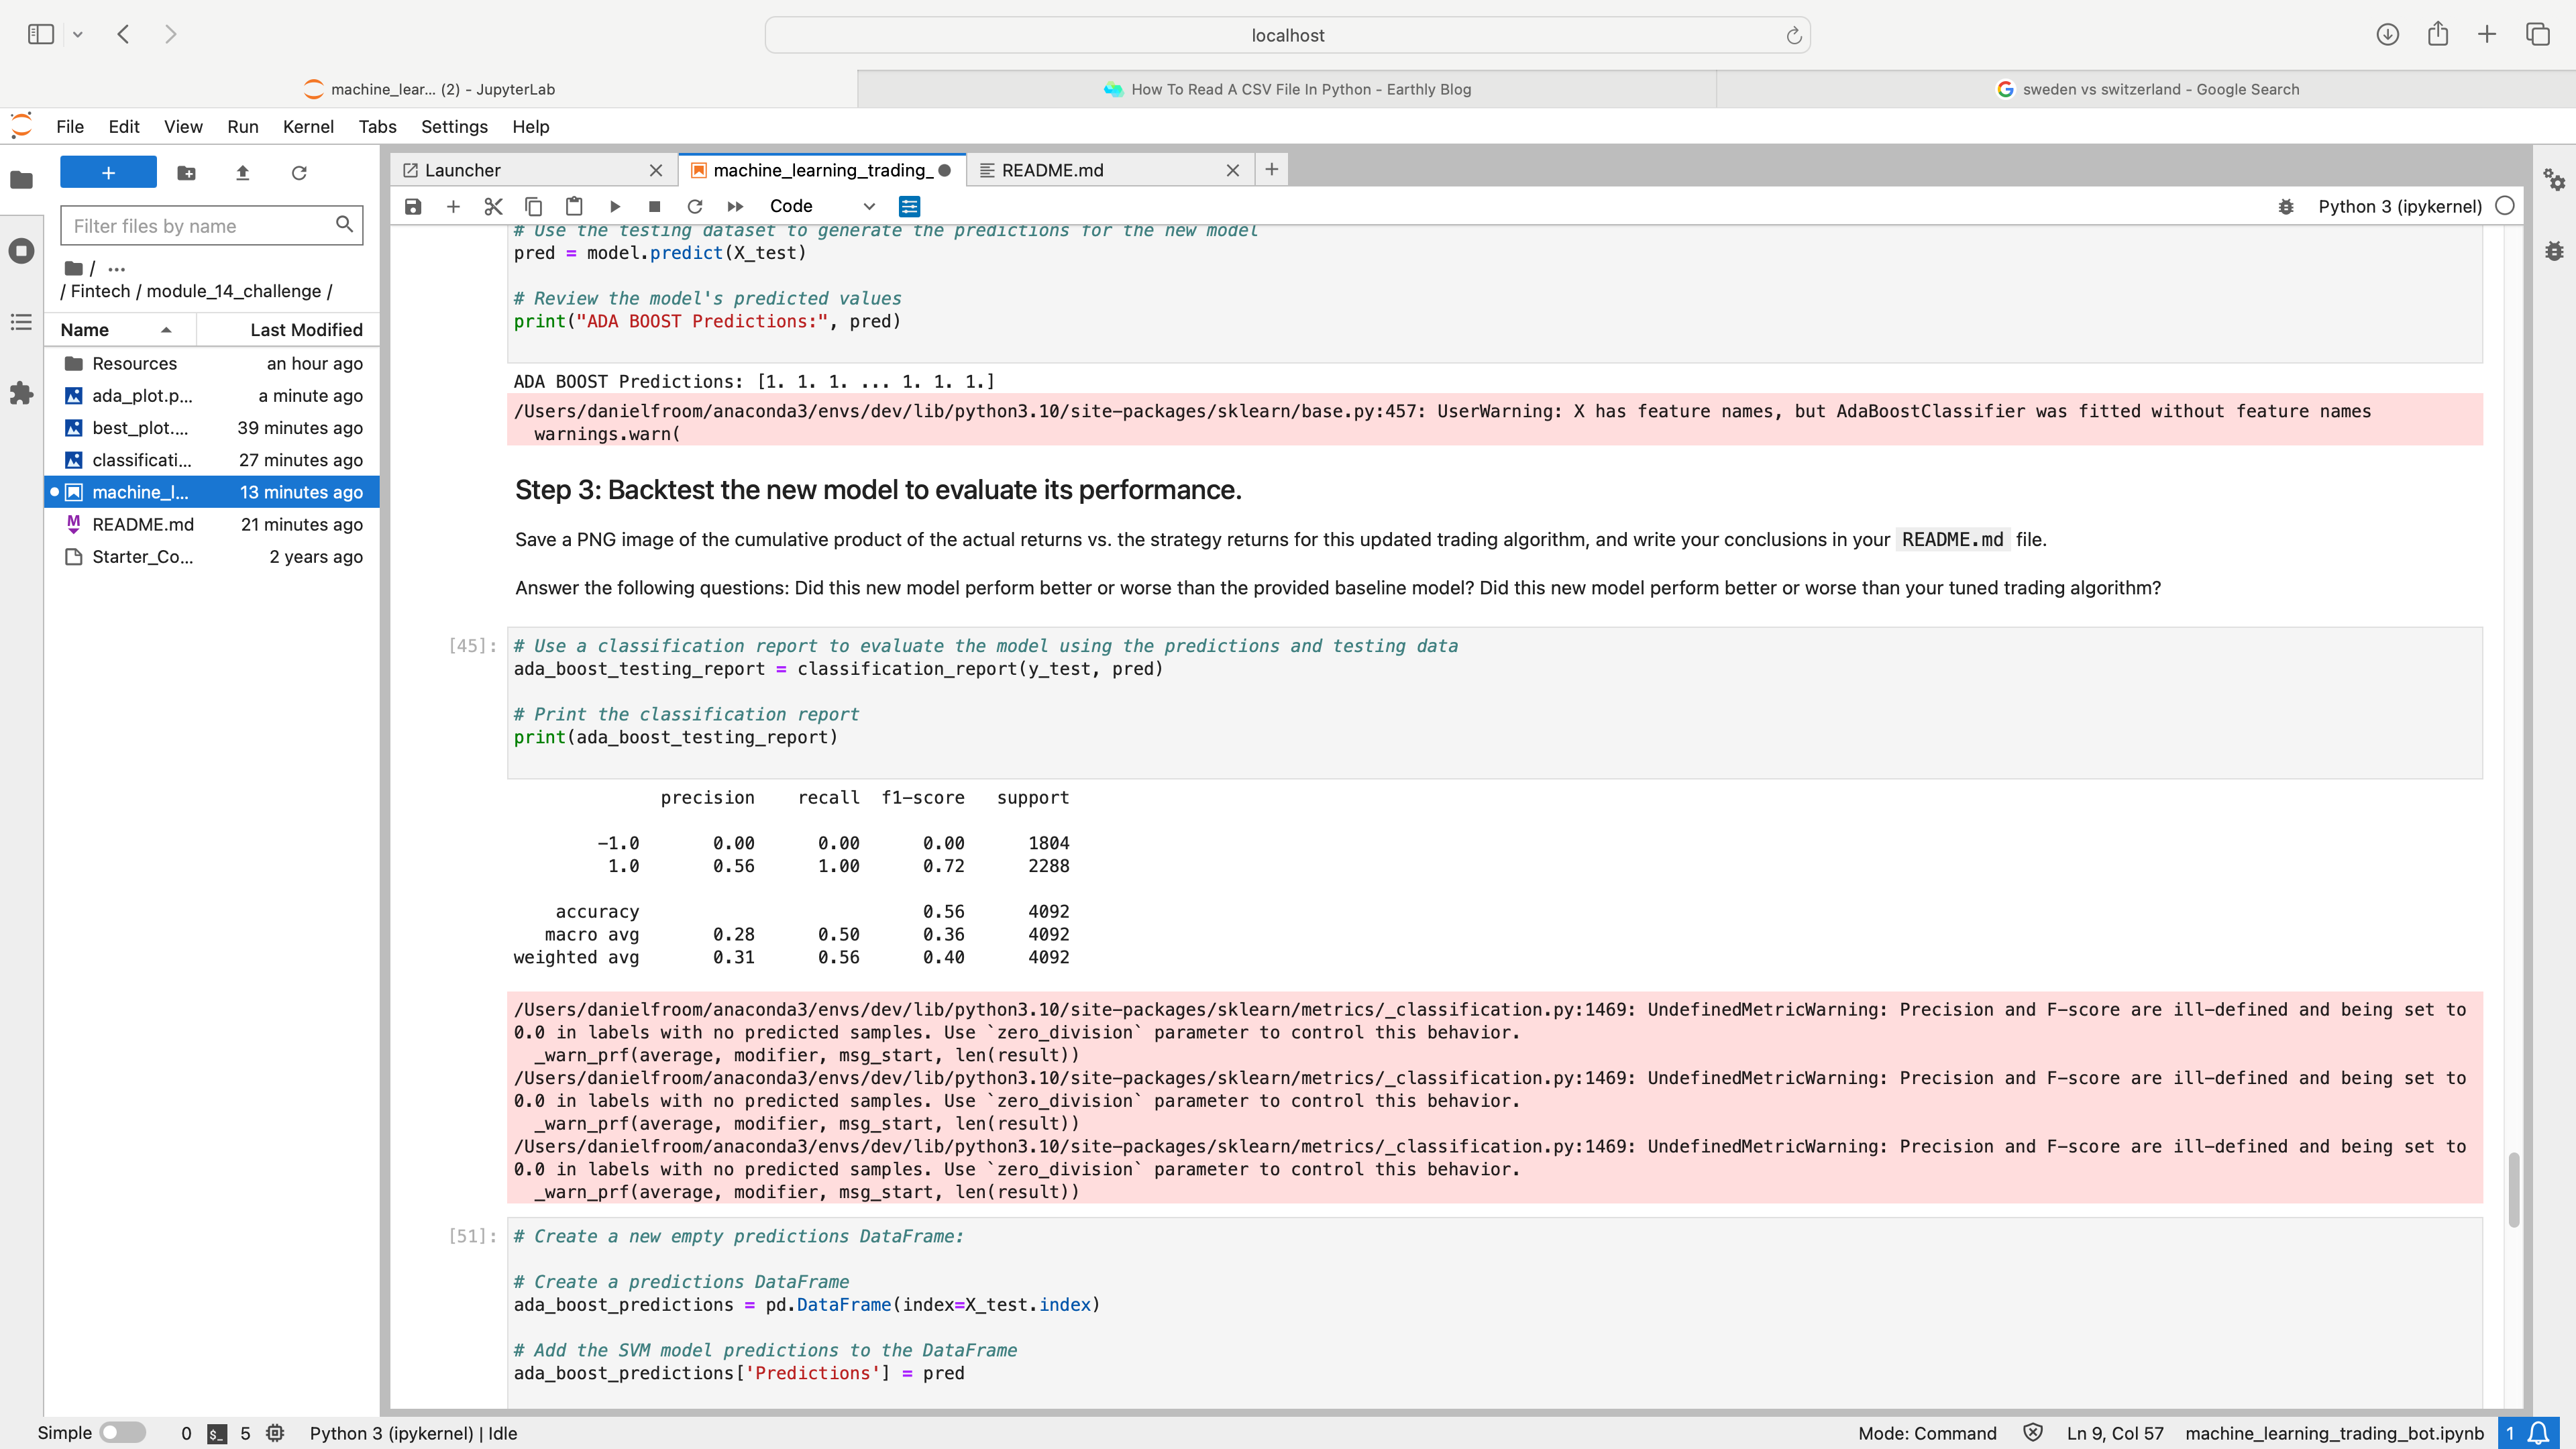 localhost
machine_lear... (2) - JupyterLab
How To Read A CSV File In Python - Earthly Blog
sweden vs switzerland - Google Search
File Edit View Run Kernel Tabs Settings Help
Launcher
machine_learning_trading_
README.md
Filter files by name
Code
Python 3 (ipykernel)
/ ...
/ Fintech / module_14_challenge /
Name Last Modified
Resources an hour ago
ada_plot.p... a minute ago
best_plot.... 39 minutes ago
classificati... 27 minutes ago
machine_l... 13 minutes ago
README.md 21 minutes ago
Starter_Co... 2 years ago
# Use the testing dataset to generate the predictions for the new model
pred = model.predict(X_test)
# Review the model's predicted values
print("ADA BOOST Predictions:", pred)
ADA BOOST Predictions: [1. 1. 1. ... 1. 1. 1.]
/Users/danielfroom/anaconda3/envs/dev/lib/python3.10/site-packages/sklearn/base.py:457: UserWarning: X has feature names, but AdaBoostClassifier was fitted without feature names
warnings.warn(
Step 3: Backtest the new model to evaluate its performance.
Save a PNG image of the cumulative product of the actual returns vs. the strategy returns for this updated trading algorithm, and write your conclusions in your README.md file.
Answer the following questions: Did this new model perform better or worse than the provided baseline model? Did this new model perform better or worse than your tuned trading algorithm?
[45]:
# Use a classification report to evaluate the model using the predictions and testing data
ada_boost_testing_report = classification_report(y_test, pred)
# Print the classification report
print(ada_boost_testing_report)
precision recall f1-score support
-1.0 0.00 0.00 0.00 1804
1.0 0.56 1.00 0.72 2288
accuracy 0.56 4092
macro avg 0.28 0.50 0.36 4092
weighted avg 0.31 0.56 0.40 4092
/Users/danielfroom/anaconda3/envs/dev/lib/python3.10/site-packages/sklearn/metrics/_classification.py:1469: UndefinedMetricWarning: Precision and F-score are ill-defined and being set to
0.0 in labels with no predicted samples. Use `zero_division` parameter to control this behavior.
_warn_prf(average, modifier, msg_start, len(result))
/Users/danielfroom/anaconda3/envs/dev/lib/python3.10/site-packages/sklearn/metrics/_classification.py:1469: UndefinedMetricWarning: Precision and F-score are ill-defined and being set to
0.0 in labels with no predicted samples. Use `zero_division` parameter to control this behavior.
_warn_prf(average, modifier, msg_start, len(result))
/Users/danielfroom/anaconda3/envs/dev/lib/python3.10/site-packages/sklearn/metrics/_classification.py:1469: UndefinedMetricWarning: Precision and F-score are ill-defined and being set to
0.0 in labels with no predicted samples. Use `zero_division` parameter to control this behavior.
_warn_prf(average, modifier, msg_start, len(result))
[51]:
# Create a new empty predictions DataFrame:
# Create a predictions DataFrame
ada_boost_predictions = pd.DataFrame(index=X_test.index)
# Add the SVM model predictions to the DataFrame
ada_boost_predictions['Predictions'] = pred
Simple 0 5 Python 3 (ipykernel) | Idle
Mode: Command Ln 9, Col 57 machine_learning_trading_bot.ipynb 1